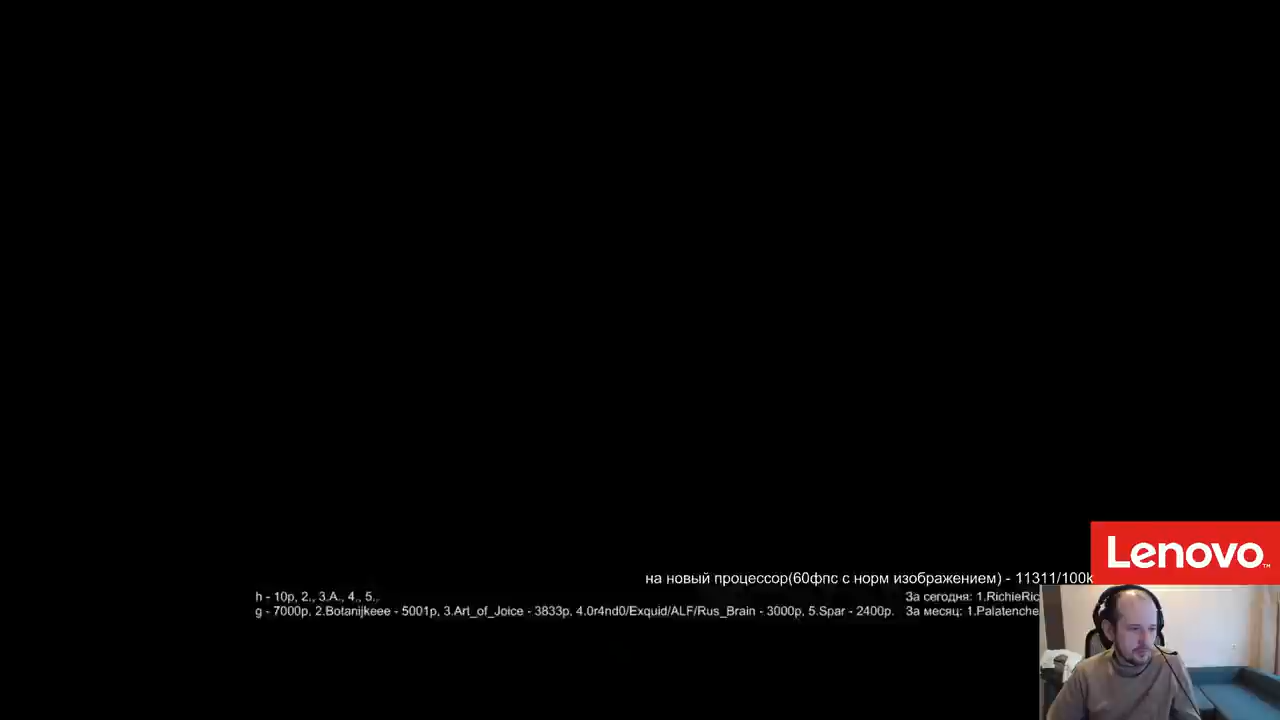 Lenovo™
на новый процессор(60фпс с норм изображением) - 11311/100k
h - 10р, 2., 3.А., 4., 5.. За сегодня: 1.RichieRic
g - 7000р, 2.Botanijkeee - 5001р, 3.Art_of_Joice - 3833р, 4.0r4nd0/Exquid/ALF/Rus_Brain - 3000р, 5.Spar - 2400р. За месяц: 1.Palatenche